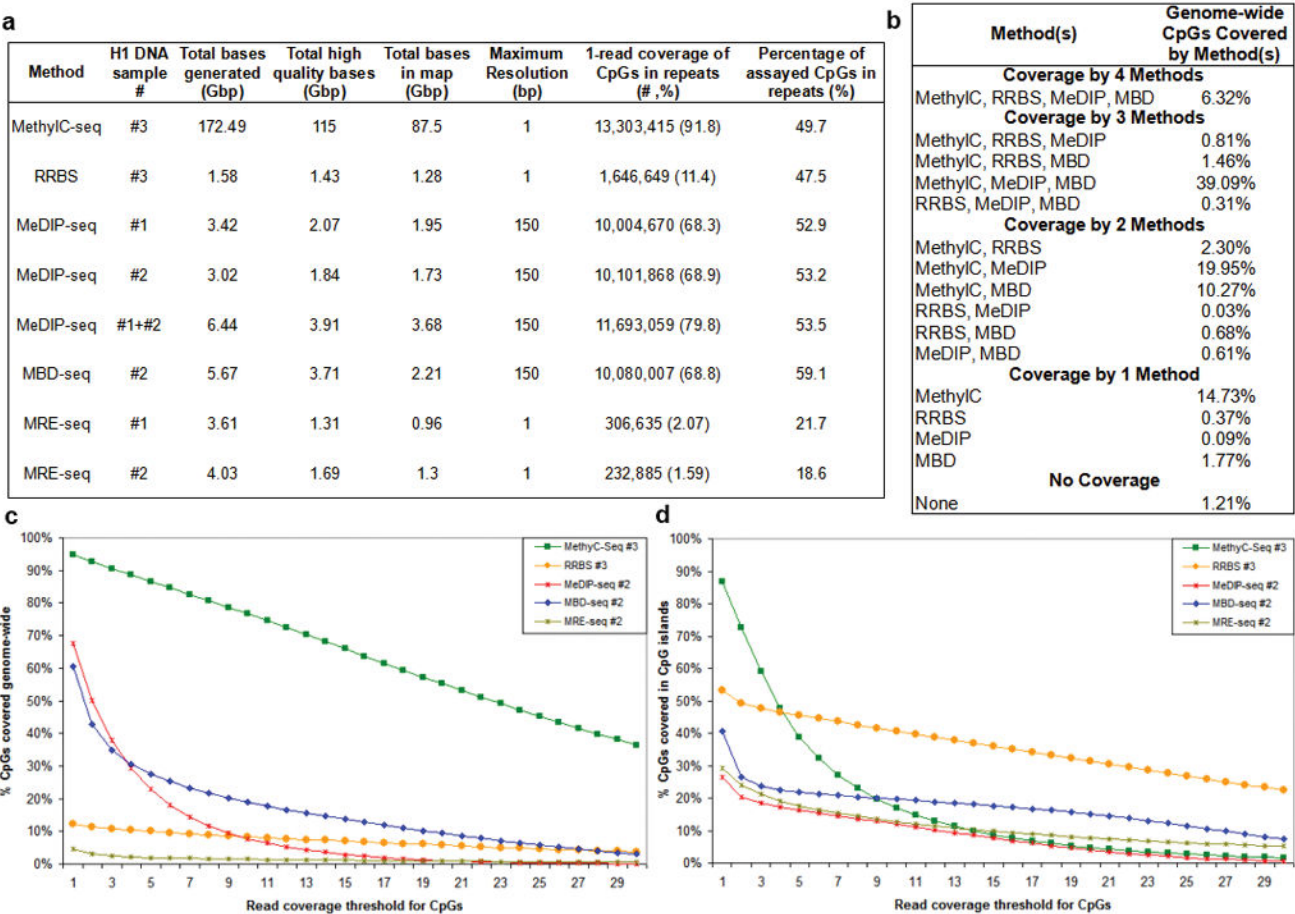 a
Method
H1 DNA
sample
#
Total bases
generated
(Gbp)
Total high
quality bases
(Gbp)
Total bases
in map
(Gbp)
Maximum
Resolution
(bp)
1-read coverage of
CpGs in repeats
(# ,%)
Percentage of
assayed CpGs in
repeats (%)
MethylC-seq #3 172.49 115 87.5 1 13,303,415 (91.8) 49.7
RRBS #3 1.58 1.43 1.28 1 1,646,649 (11.4) 47.5
MeDIP-seq #1 3.42 2.07 1.95 150 10,004,670 (68.3) 52.9
MeDIP-seq #2 3.02 1.84 1.73 150 10,101,868 (68.9) 53.2
MeDIP-seq #1+#2 6.44 3.91 3.68 150 11,693,059 (79.8) 53.5
MBD-seq #2 5.67 3.71 2.21 150 10,080,007 (68.8) 59.1
MRE-seq #1 3.61 1.31 0.96 1 306,635 (2.07) 21.7
MRE-seq #2 4.03 1.69 1.3 1 232,885 (1.59) 18.6
b
Method(s)
Genome-wide
CpGs Covered
by Method(s)
Coverage by 4 Methods
MethylC, RRBS, MeDIP, MBD 6.32%
Coverage by 3 Methods
MethylC, RRBS, MeDIP 0.81%
MethylC, RRBS, MBD 1.46%
MethylC, MeDIP, MBD 39.09%
RRBS, MeDIP, MBD 0.31%
Coverage by 2 Methods
MethylC, RRBS 2.30%
MethylC, MeDIP 19.95%
MethylC, MBD 10.27%
RRBS, MeDIP 0.03%
RRBS, MBD 0.68%
MeDIP, MBD 0.61%
Coverage by 1 Method
MethylC 14.73%
RRBS 0.37%
MeDIP 0.09%
MBD 1.77%
No Coverage
None 1.21%
c
% CpGs covered genome-wide
100%
90%
80%
70%
60%
50%
40%
30%
20%
10%
0%
1 3 5 7 9 11 13 15 17 19 21 23 25 27 29
Read coverage threshold for CpGs
MethyC-Seq #3
RRBS #3
MeDIP-seq #2
MBD-seq #2
MRE-seq #2
d
% CpGs covered in CpG islands
100%
90%
80%
70%
60%
50%
40%
30%
20%
10%
0%
1 3 5 7 9 11 13 15 17 19 21 23 25 27 29
Read coverage threshold for CpGs
MethyC-Seq #3
RRBS #3
MeDIP-seq #2
MBD-seq #2
MRE-seq #2